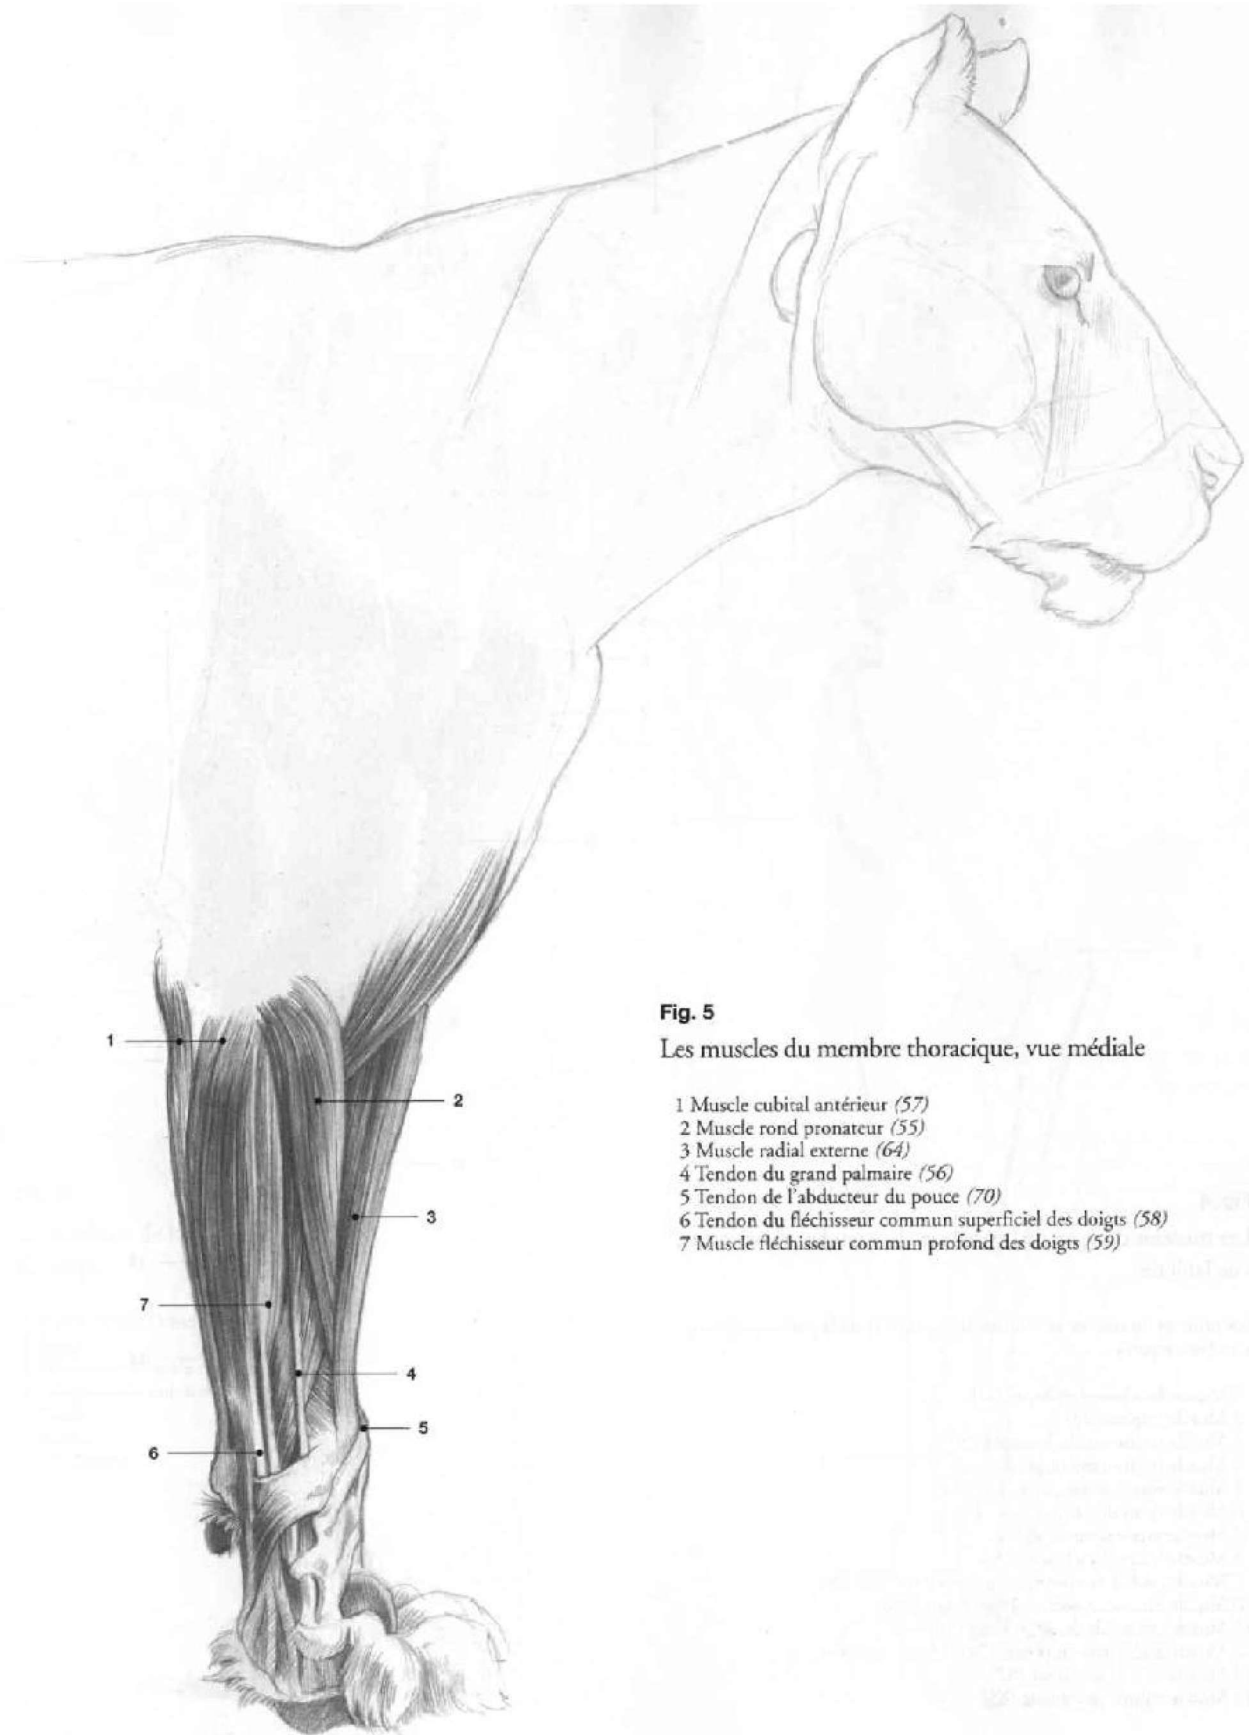 1
2
3
7
4
5
6
Fig. 5
Les muscles du membre thoracique, vue médiale
1 Muscle cubital antérieur (57)
2 Muscle rond pronateur (55)
3 Muscle radial externe (64)
4 Tendon du grand palmaire (56)
5 Tendon de l'abducteur du pouce (70)
6 Tendon du fléchisseur commun superficiel des doigts (58)
7 Muscle fléchisseur commun profond des doigts (59)